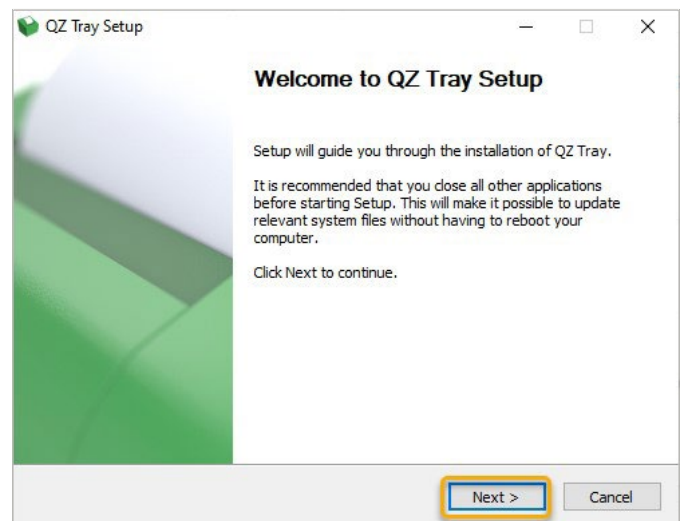 QZ Tray Setup
Welcome to QZ Tray Setup
Setup will guide you through the installation of QZ Tray.
It is recommended that you close all other applications
before starting Setup. This will make it possible to update
relevant system files without having to reboot your
computer.
Click Next to continue.
Next >
Cancel